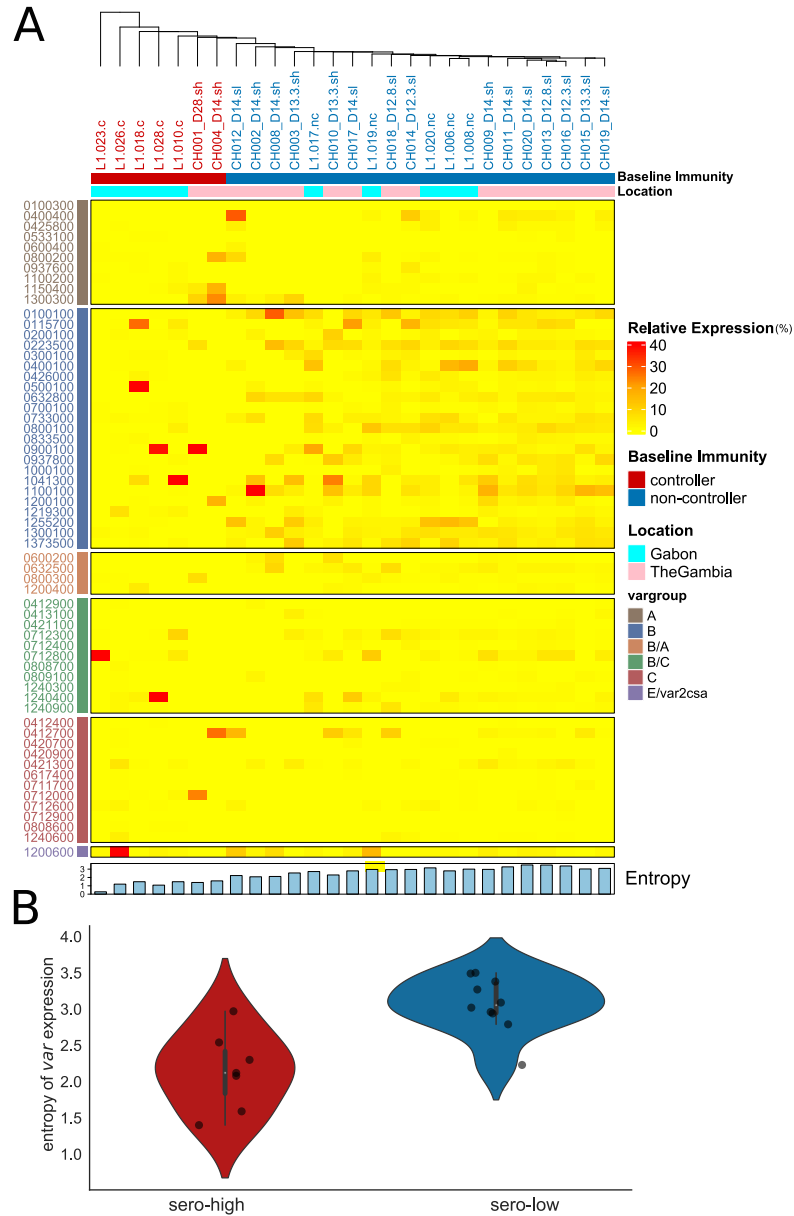 A
L1.023.c
L1.026.c
L1.018.c
L1.028.c
L1.010.c
CH001_D28.sh
CH004_D14.sh
CH012_D14.sl
CH002_D14.sh
CH008_D14.sh
CH003_D13.3.sh
L1.017.nc
CH010_D13.3.sh
CH017_D14.sl
L1.019.nc
CH018_D12.8.sl
CH014_D12.3.sl
L1.020.nc
L1.006.nc
L1.008.nc
CH009_D14.sh
CH011_D14.sl
CH020_D14.sl
CH013_D12.8.sl
CH016_D12.3.sl
CH015_D13.3.sl
CH019_D14.sl
Baseline Immunity
Location
0100300
0400400
0425800
0533100
0600400
0800200
0937600
1100200
1150400
1300300
0100100
0115700
0200100
0223500
0300100
0400100
0426000
0500100
0632800
0700100
0733000
0800100
0833500
0900100
0937800
1000100
1041300
1100100
1200100
1219300
1255200
1300100
1373500
0600200
0632500
0800300
1200400
0412900
0413100
0421100
0712300
0712400
0712800
0808700
0809100
1240300
1240400
1240900
0412400
0412700
0420700
0420900
0421300
0617400
0711700
0712000
0712600
0712900
0808600
1240600
1200600
Relative Expression(%)
40
30
20
10
0
Baseline Immunity
controller
non-controller
Location
Gabon
TheGambia
vargroup
A
B
B/A
B/C
C
E/var2csa
3
2
1
0
Entropy
B
entropy of var expression
4.0
3.5
3.0
2.5
2.0
1.5
1.0
sero-high
sero-low